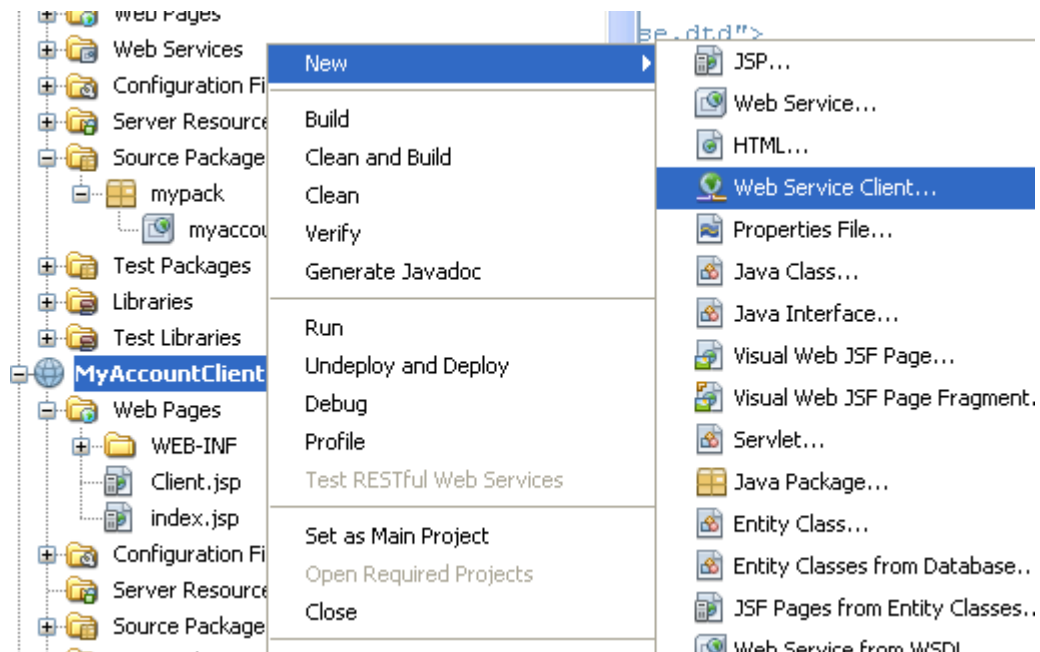 Web Pages
Web Services
Configuration Fi
Server Resource
Source Package
mypack
myaccou
Test Packages
Libraries
Test Libraries
MyAccountClient
Web Pages
WEB-INF
Client.jsp
index.jsp
Configuration Fi
Server Resource
Source Package
se.dtd">
New
Build
Clean and Build
Clean
Verify
Generate Javadoc
Run
Undeploy and Deploy
Debug
Profile
Test RESTful Web Services
Set as Main Project
Open Required Projects
Close
JSP...
Web Service...
HTML...
Web Service Client...
Properties File...
Java Class...
Java Interface...
Visual Web JSF Page...
Visual Web JSF Page Fragment.
Servlet...
Java Package...
Entity Class...
Entity Classes from Database..
JSF Pages from Entity Classes..
Web Service from WSDL